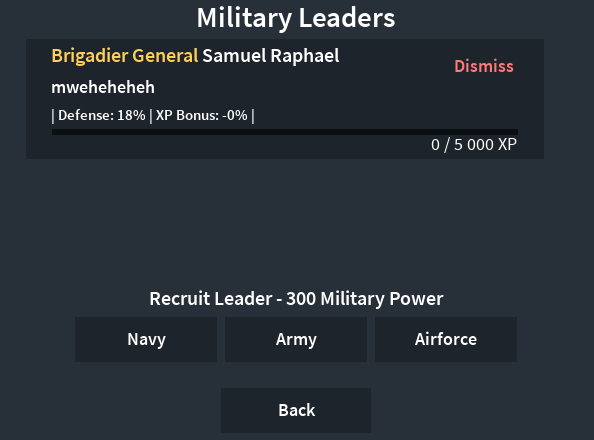 Military Leaders
Brigadier General Samuel Raphael
Dismiss
mweheheheh
| Defense: 18% | XP Bonus: -0% |
0 / 5 000 XP
Recruit Leader - 300 Military Power
Navy
Army
Airforce
Back